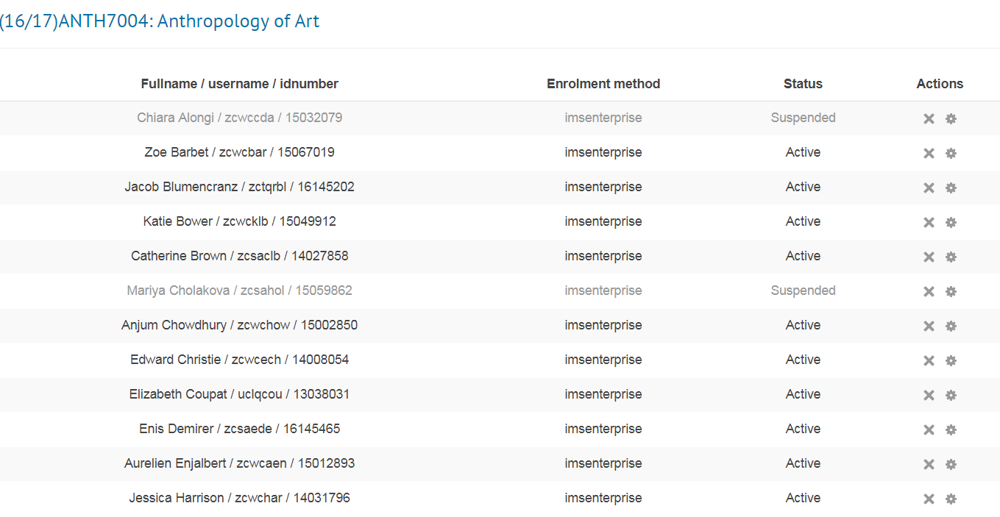 (16/17)ANTH7004: Anthropology of Art
Fullname / username / idnumber Enrolment method Status Actions
Chiara Alongi / zcwccda / 15032079 imsenterprise Suspended
Zoe Barbet / zcwcbar / 15067019 imsenterprise Active
Jacob Blumencranz / zctqrbl / 16145202 imsenterprise Active
Katie Bower / zcwcklb / 15049912 imsenterprise Active
Catherine Brown / zcsaclb / 14027858 imsenterprise Active
Mariya Cholakova / zcsahol / 15059862 imsenterprise Suspended
Anjum Chowdhury / zcwchow / 15002850 imsenterprise Active
Edward Christie / zcwcech / 14008054 imsenterprise Active
Elizabeth Coupat / uclqcou / 13038031 imsenterprise Active
Enis Demirer / zcsaede / 16145465 imsenterprise Active
Aurelien Enjalbert / zcwcaen / 15012893 imsenterprise Active
Jessica Harrison / zcwchar / 14031796 imsenterprise Active